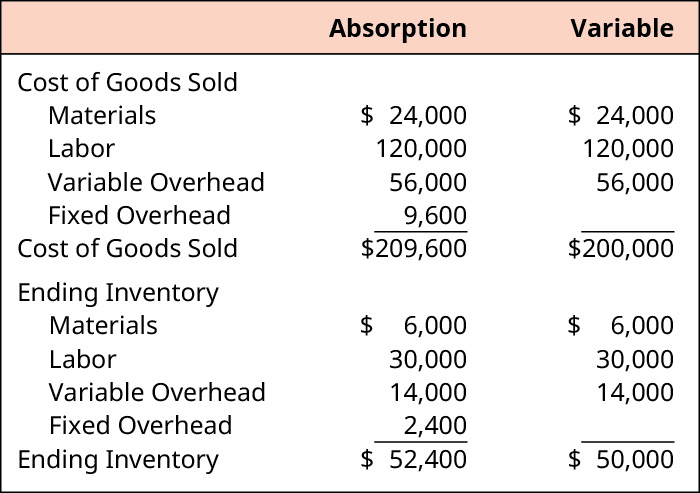 Absorption Variable
Cost of Goods Sold
Materials $ 24,000 $ 24,000
Labor 120,000 120,000
Variable Overhead 56,000 56,000
Fixed Overhead 9,600
Cost of Goods Sold $209,600 $200,000
Ending Inventory
Materials $ 6,000 $ 6,000
Labor 30,000 30,000
Variable Overhead 14,000 14,000
Fixed Overhead 2,400
Ending Inventory $ 52,400 $ 50,000